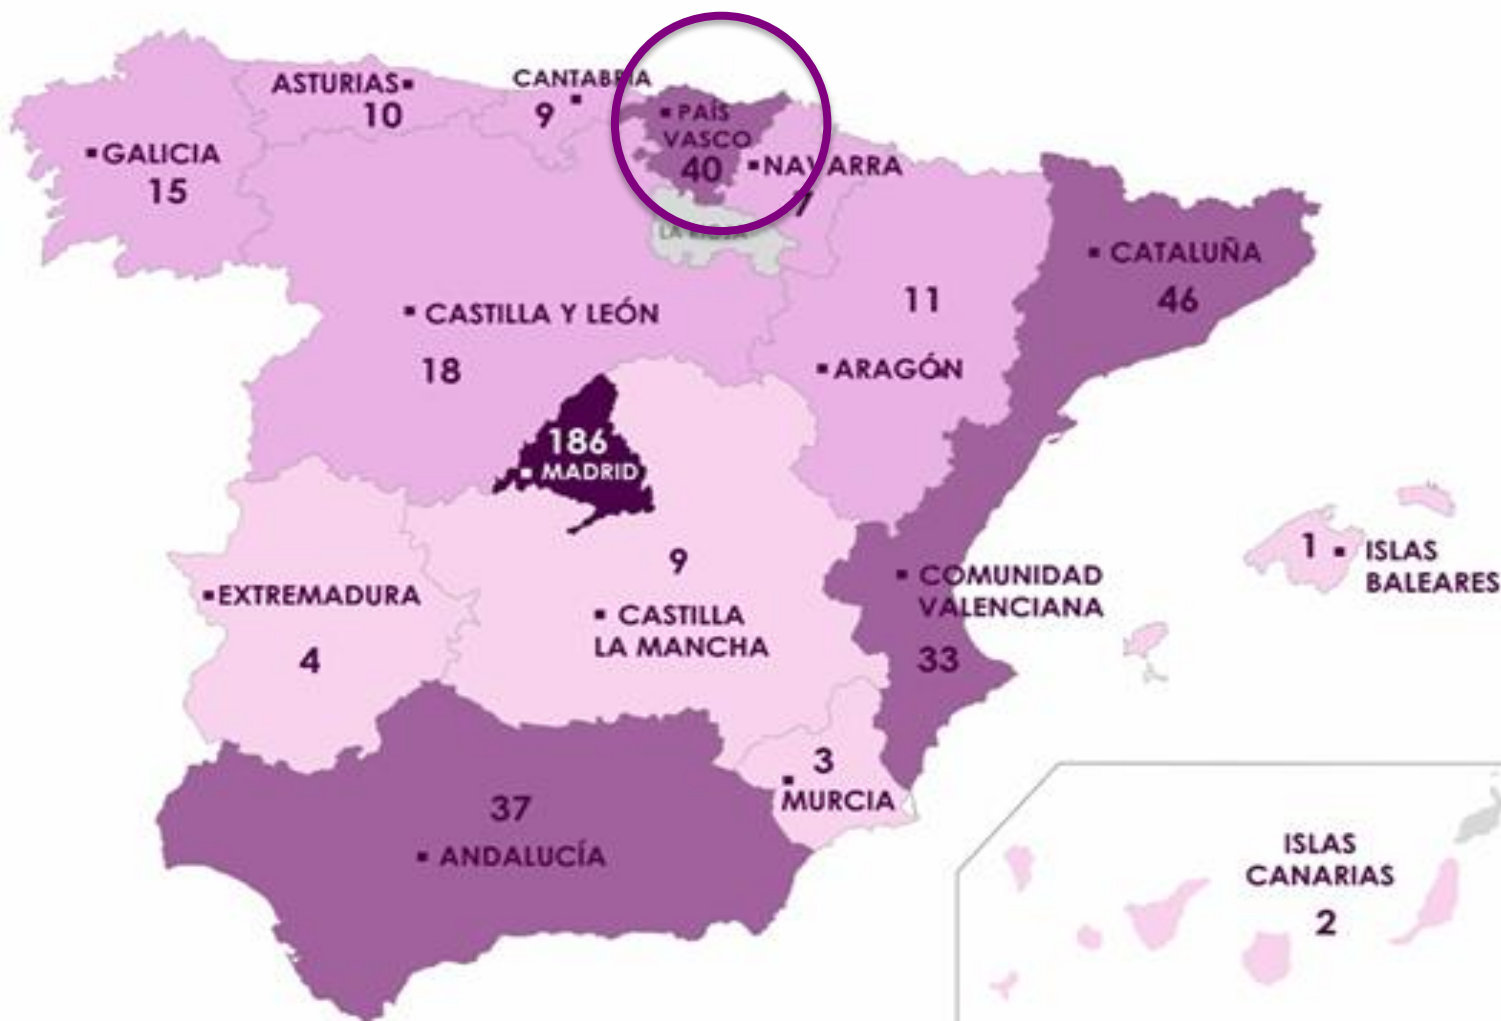 ASTURIAS
10
CANTABRIA
9
PAÍS
VASCO
40
GALICIA
15
NAVARRA
7
LA RIOJA
CATALUÑA
46
11
ARAGÓN
CASTILLA Y LEÓN
18
186
MADRID
9
CASTILLA
LA MANCHA
EXTREMADURA
4
COMUNIDAD
VALENCIANA
33
1
ISLAS
BALEARES
3
MURCIA
37
ANDALUCÍA
ISLAS
CANARIAS
2